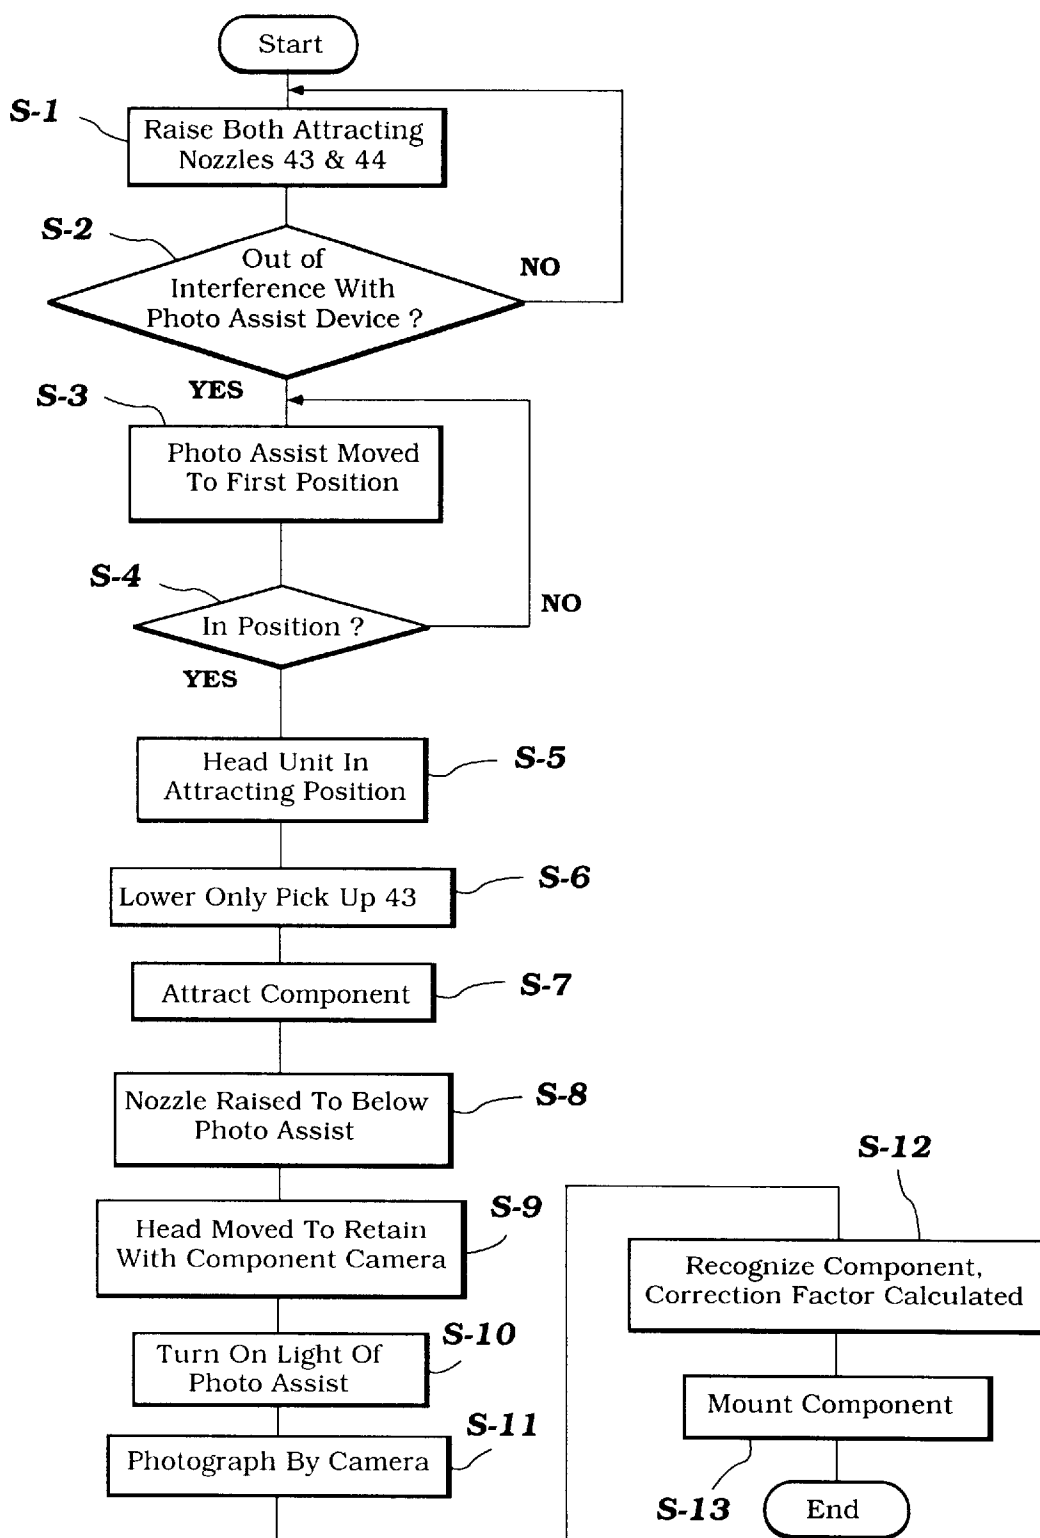 Start
S-1
Raise Both Attracting
Nozzles 43 & 44
S-2
Out of
Interference With
Photo Assist Device ?
NO
YES
S-3
Photo Assist Moved
To First Position
S-4
In Position ?
NO
YES
Head Unit In
Attracting Position
S-5
Lower Only Pick Up 43
S-6
Attract Component
S-7
Nozzle Raised To Below
Photo Assist
S-8
Head Moved To Retain
With Component Camera
S-9
Turn On Light Of
Photo Assist
S-10
Photograph By Camera
S-11
S-12
Recognize Component,
Correction Factor Calculated
Mount Component
S-13
End